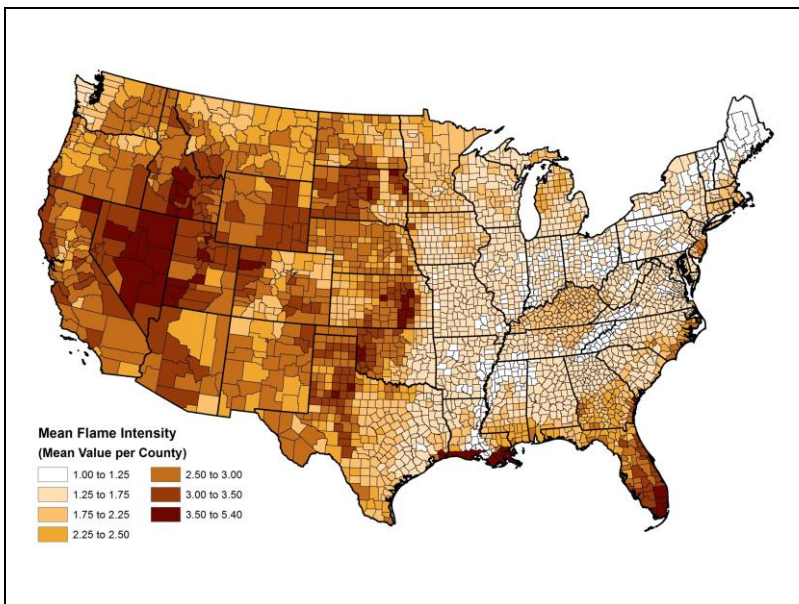 Mean Flame Intensity
(Mean Value per County)
1.00 to 1.25
1.25 to 1.75
1.75 to 2.25
2.25 to 2.50
2.50 to 3.00
3.00 to 3.50
3.50 to 5.40